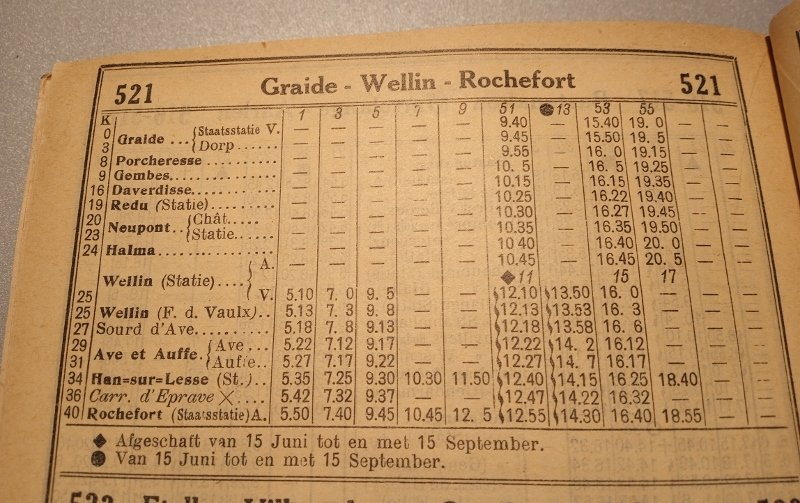 521 Graide - Wellin - Rochefort 521
K 1 3 5 7 9 51 ●13 53 55
0 Graide ... {Staatsstatie V. — — — — — 9.40 — 15.40 19. 0 — —
3 {Dorp ...... — — — — — 9.45 — 15.50 19. 5 — —
8 Porcheresse .......... — — — — — 9.55 — 16. 0 19.15 — —
9 Gembes............... — — — — — 10. 5 — 16. 5 19.25 — —
16 Daverdisse........... — — — — — 10.15 — 16.15 19.35 — —
19 Redu (Statie)......... — — — — — 10.25 — 16.22 19.40 — —
20 Neupont {Chât..... — — — — — 10.30 — 16.27 19.45 — —
23 {Statie...... — — — — — 10.35 — 16.35 19.50 — —
24 Halma............... — — — — — 10 40 — 16.40 20. 0 — —
Wellin (Statie)....{ A. — — — — — 10.45 — 16.45 20. 5 — —
◆11 15 17
25 V. 5.10 7. 0 9. 5 — — 12.10 13.50 16. 0 — — —
25 Wellin (F. d. Vaulx).. 5.13 7. 3 9. 8 — — 12.13 13.53 16. 3 — — —
27 Sourd d'Ave.......... 5.18 7. 8 9.13 — — 12.18 13.58 16. 6 — — —
29 Ave et Auffe.{Ave ... 5.22 7.12 9.17 — — 12.22 14. 2 16.12 — — —
31 {Auffe... 5.27 7.17 9.22 — — 12.27 14. 7 16.17 — — —
34 Han=sur=Lesse (St.).. 5.35 7.25 9.30 10.30 11.50 12.40 14.15 16 25 18.40 — —
36 Carr. d'Eprave ×.... 5.42 7.32 9.37 — — 12.47 14.22 16.32 — — —
40 Rochefort (Staatsstatie) A. 5.50 7.40 9.45 10.45 12. 5 12.55 14.30 16.40 18.55 — —
◆ Afgeschaft van 15 Juni tot en met 15 September.
● Van 15 Juni tot en met 15 September.